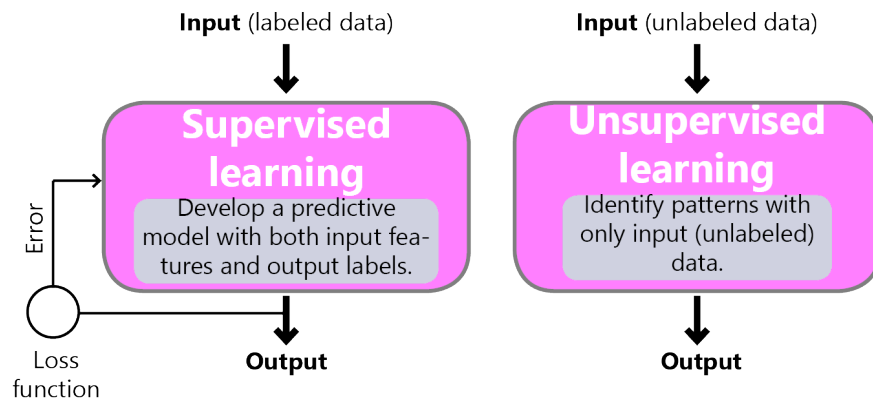 Input (labeled data)
Supervised
learning
Develop a predictive
model with both input fea-
tures and output labels.
Error
Loss
function
Output
Input (unlabeled data)
Unsupervised
learning
Identify patterns with
only input (unlabeled)
data.
Output